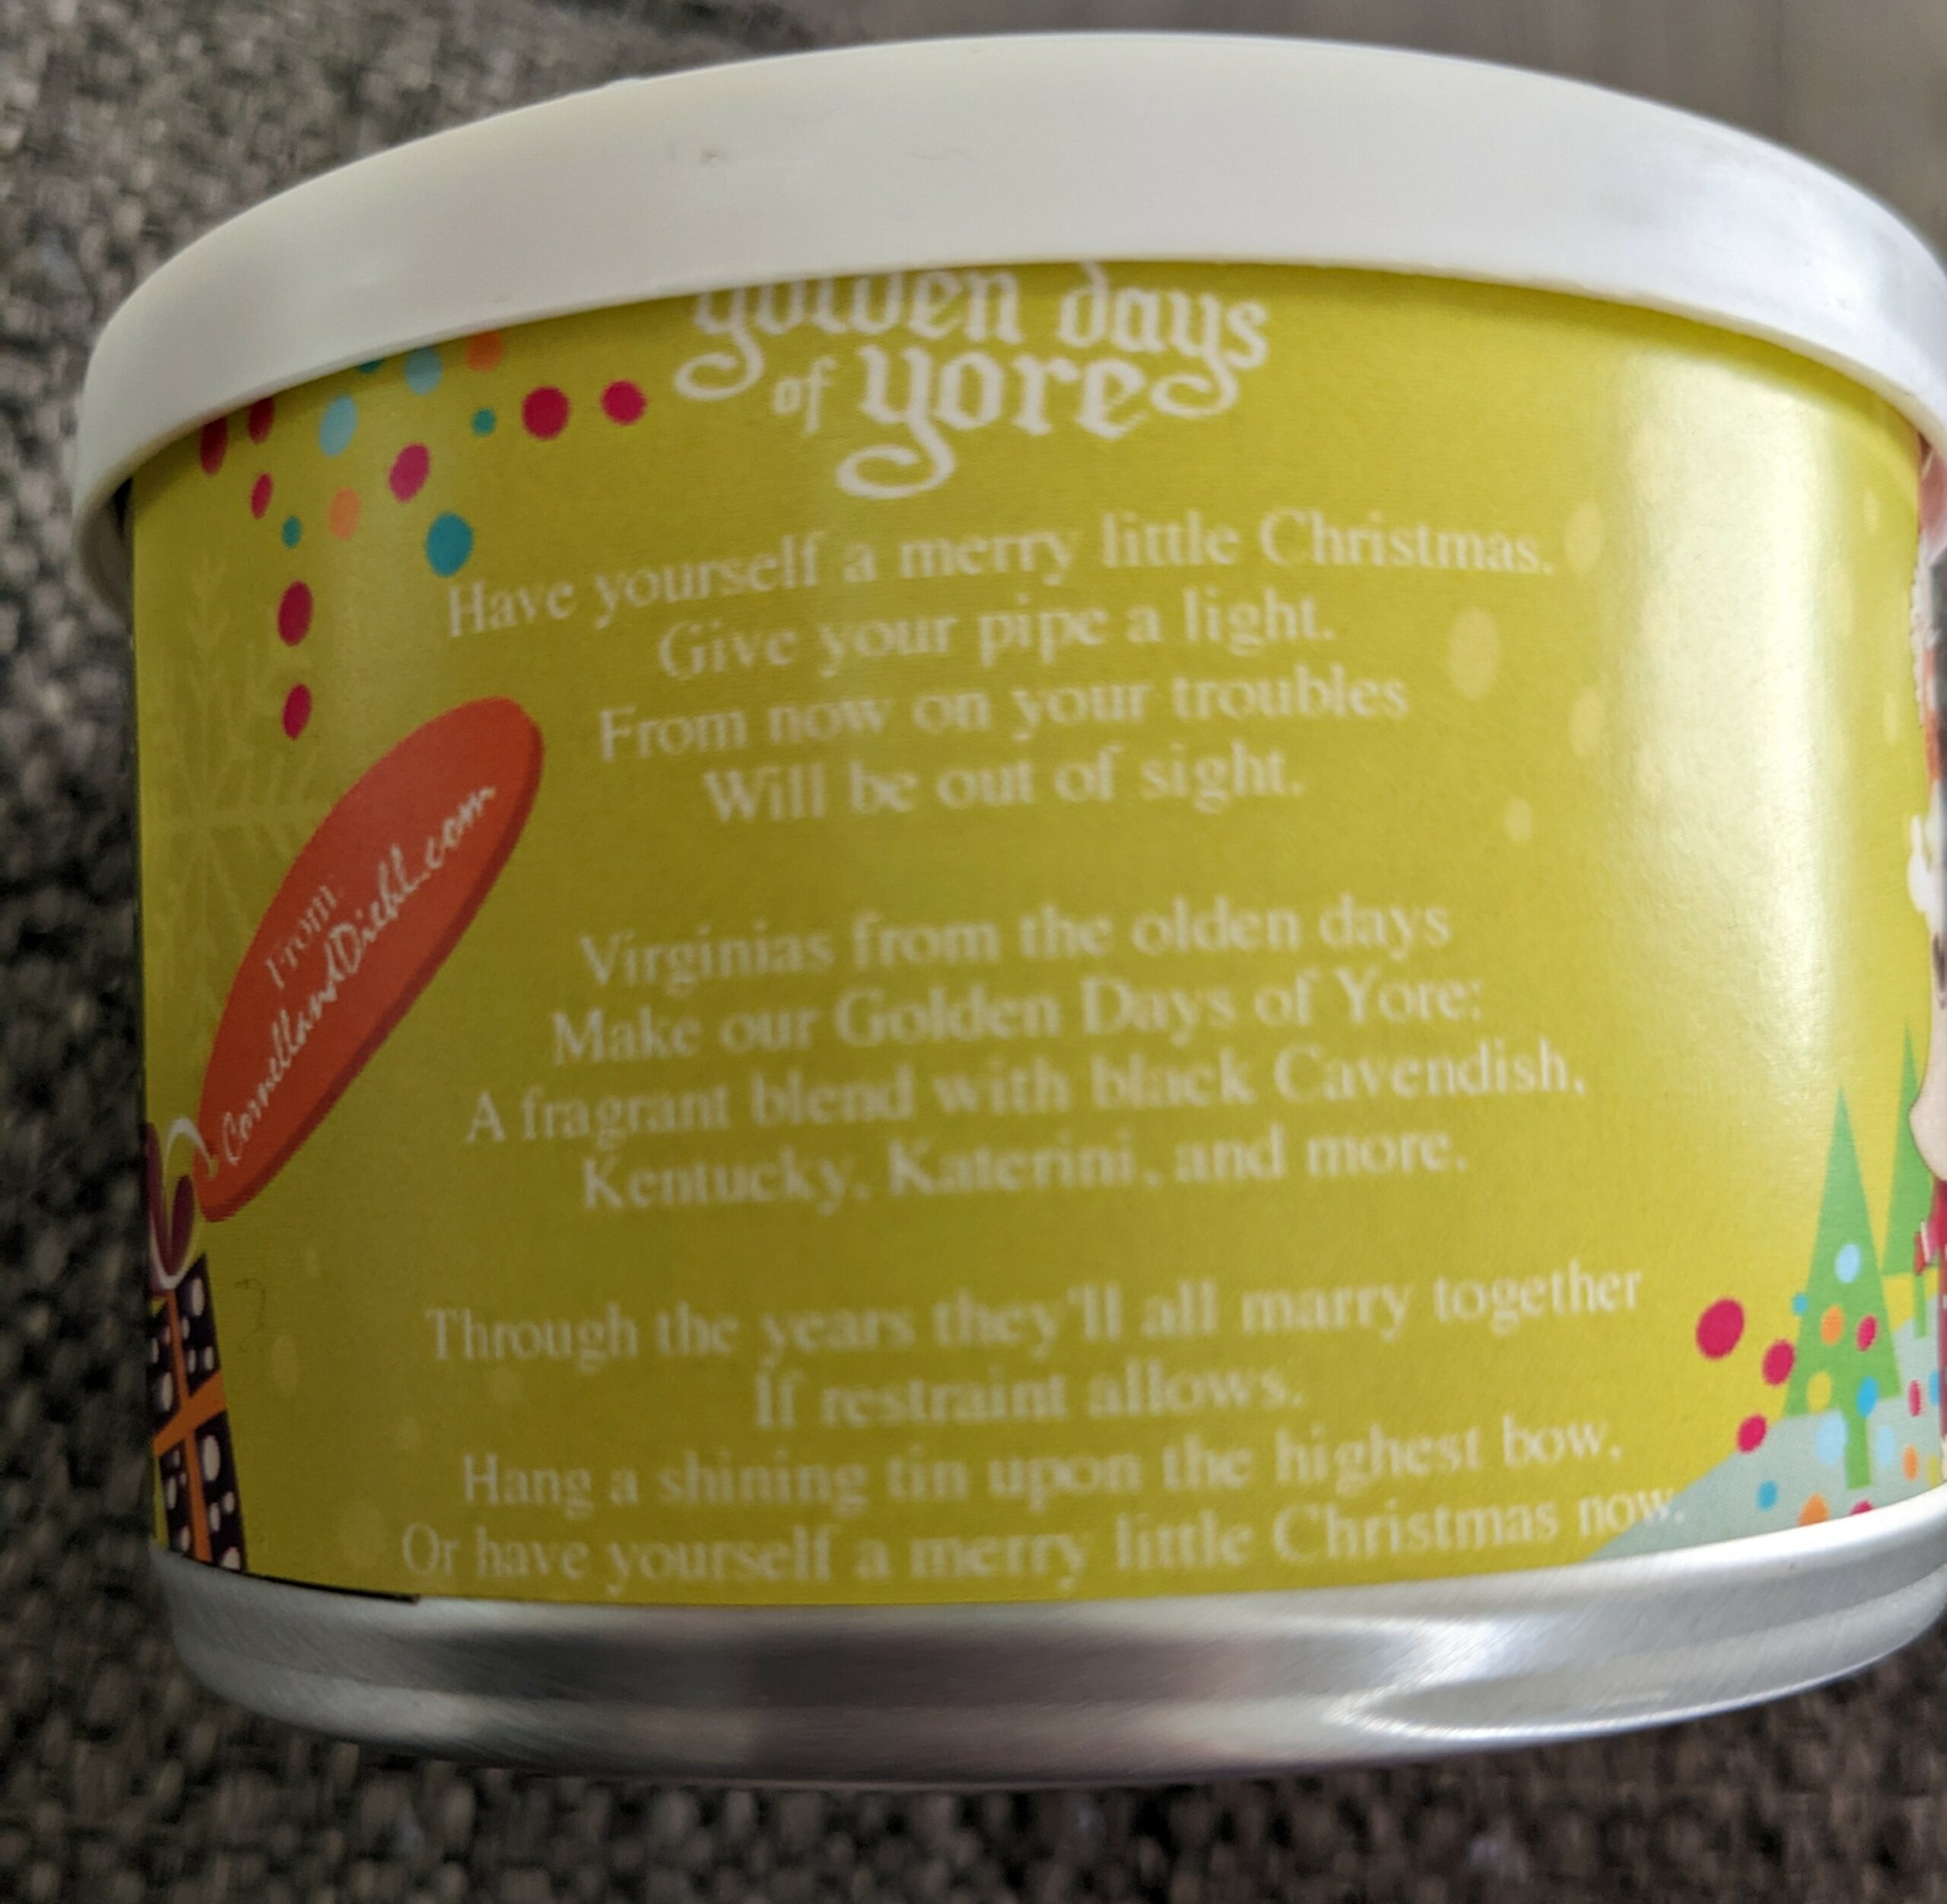 golden days
of yore
Have yourself a merry little Christmas.
Give your pipe a light.
From now on your troubles
Will be out of sight.
Virginias from the olden days
Make our Golden Days of Yore:
A fragrant blend with black Cavendish,
Kentucky, Katerini, and more.
Through the years they'll all marry together
If restraint allows.
Hang a shining tin upon the highest bow,
Or have yourself a merry little Christmas now.
From:
CornellandDiehl.com